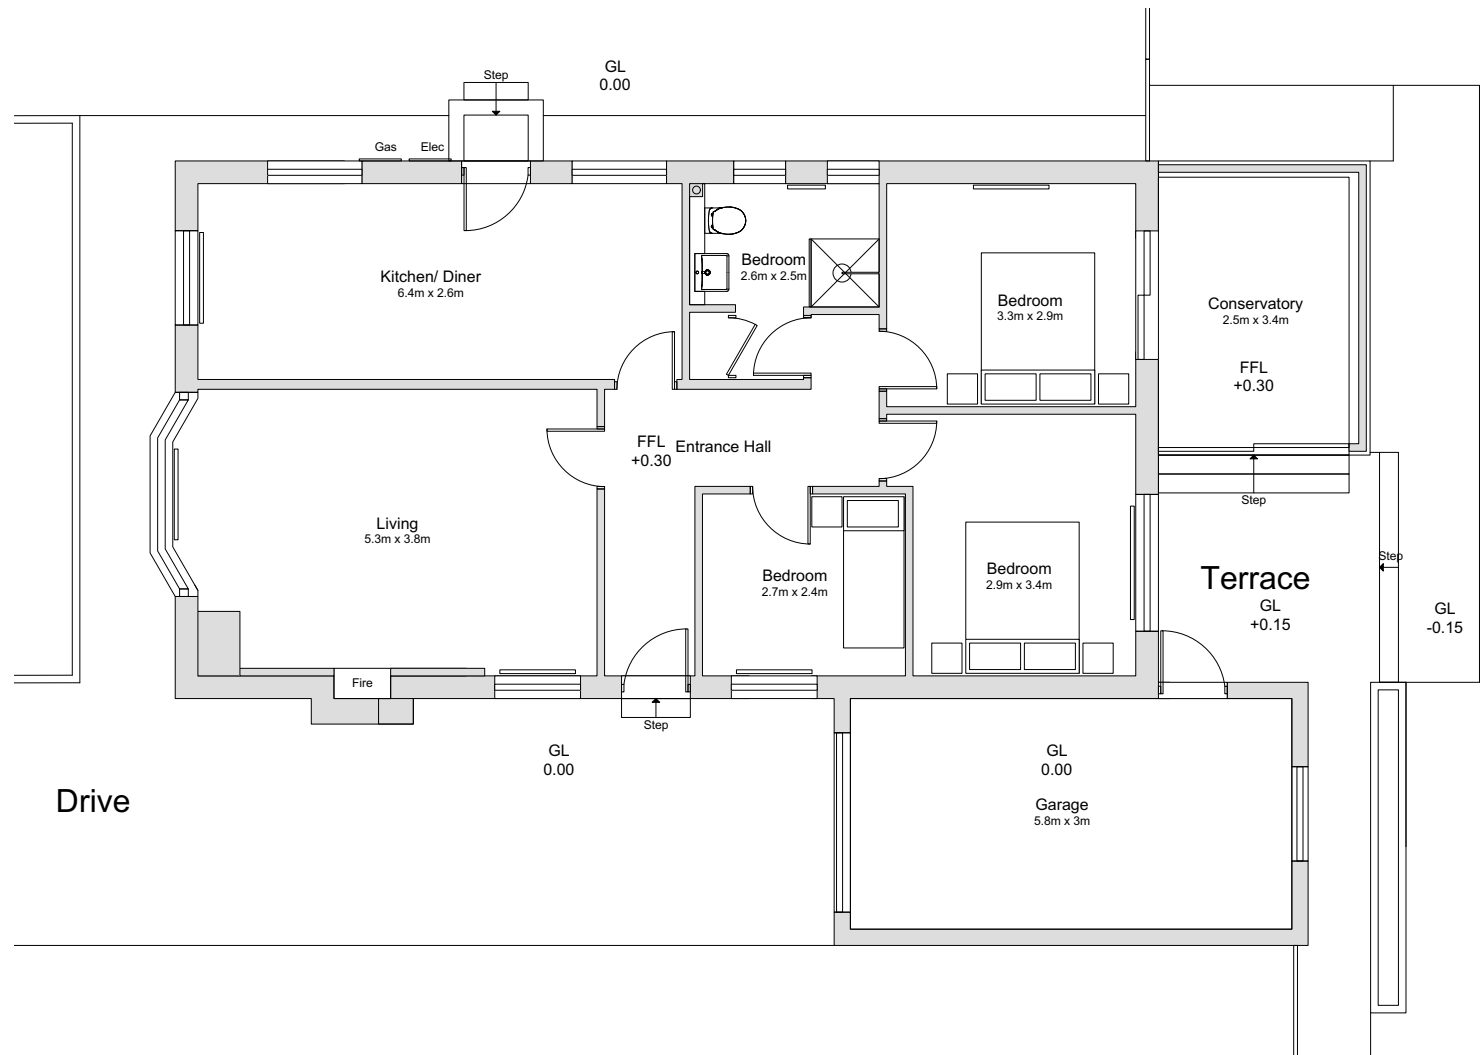 GL
0.00
Step
Gas
Elec
Kitchen/ Diner
6.4m x 2.6m
Bedroom
2.6m x 2.5m
Bedroom
3.3m x 2.9m
Conservatory
2.5m x 3.4m
FFL
+0.30
FFL
+0.30
Entrance Hall
Living
5.3m x 3.8m
Bedroom
2.7m x 2.4m
Bedroom
2.9m x 3.4m
Step
Terrace
GL
+0.15
Step
GL
-0.15
Fire
Step
GL
0.00
GL
0.00
Garage
5.8m x 3m
Drive